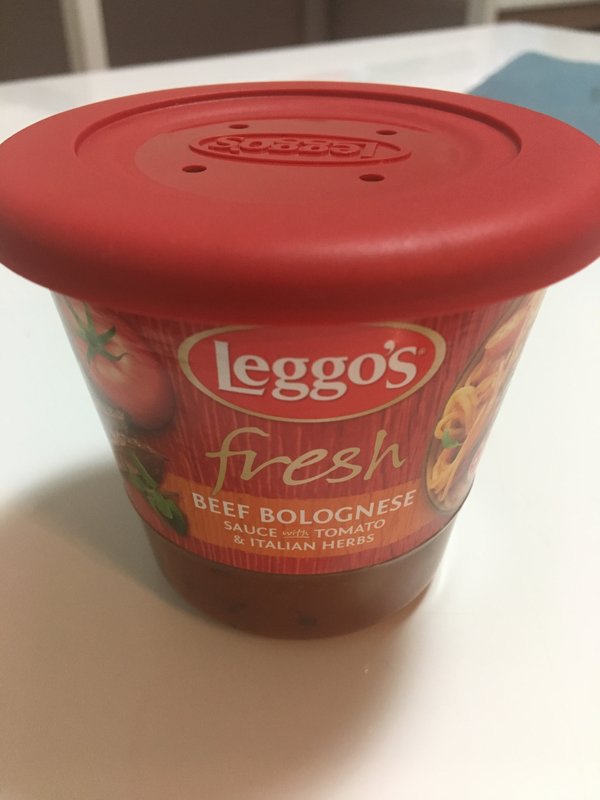 Leggo's
Leggo's®
fresh
BEEF BOLOGNESE
SAUCE with TOMATO
& ITALIAN HERBS